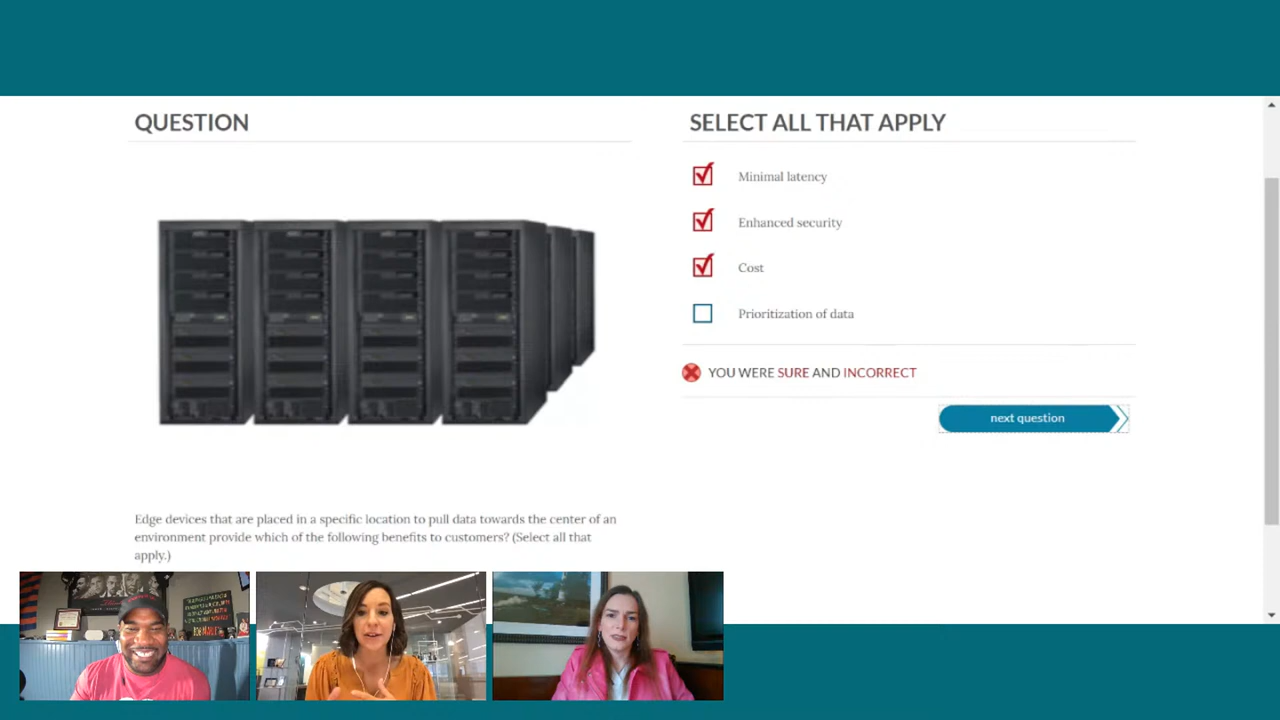 QUESTION
Edge devices that are placed in a specific location to pull data towards the center of an
environment provide which of the following benefits to customers? (Select all that
apply.)
SELECT ALL THAT APPLY
Minimal latency
Enhanced security
Cost
Prioritization of data
YOU WERE SURE AND INCORRECT
next question